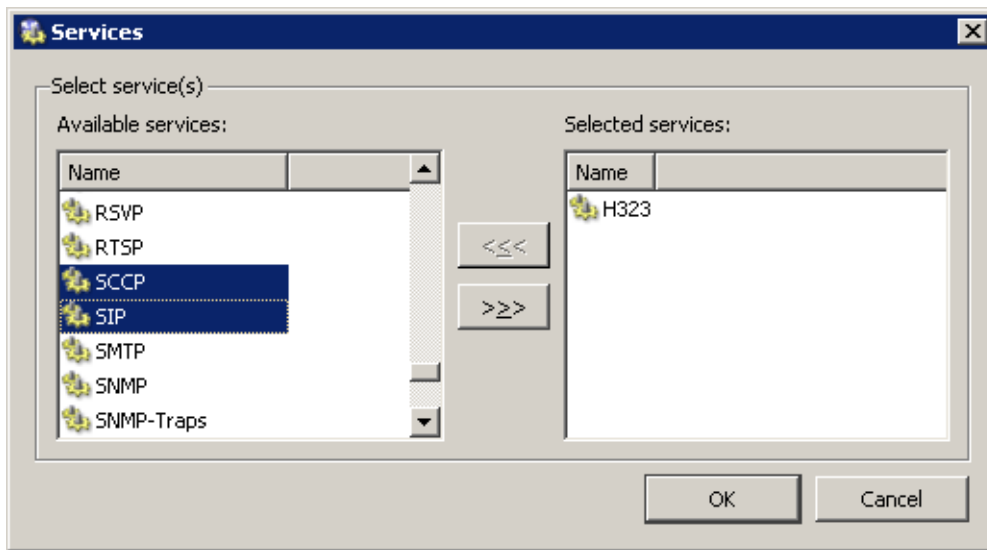 Services
Select service(s)
Available services:
Selected services:
Name
RSVP
RTSP
SCCP
SIP
SMTP
SNMP
SNMP-Traps
<<<
>>>
Name
H323
OK
Cancel